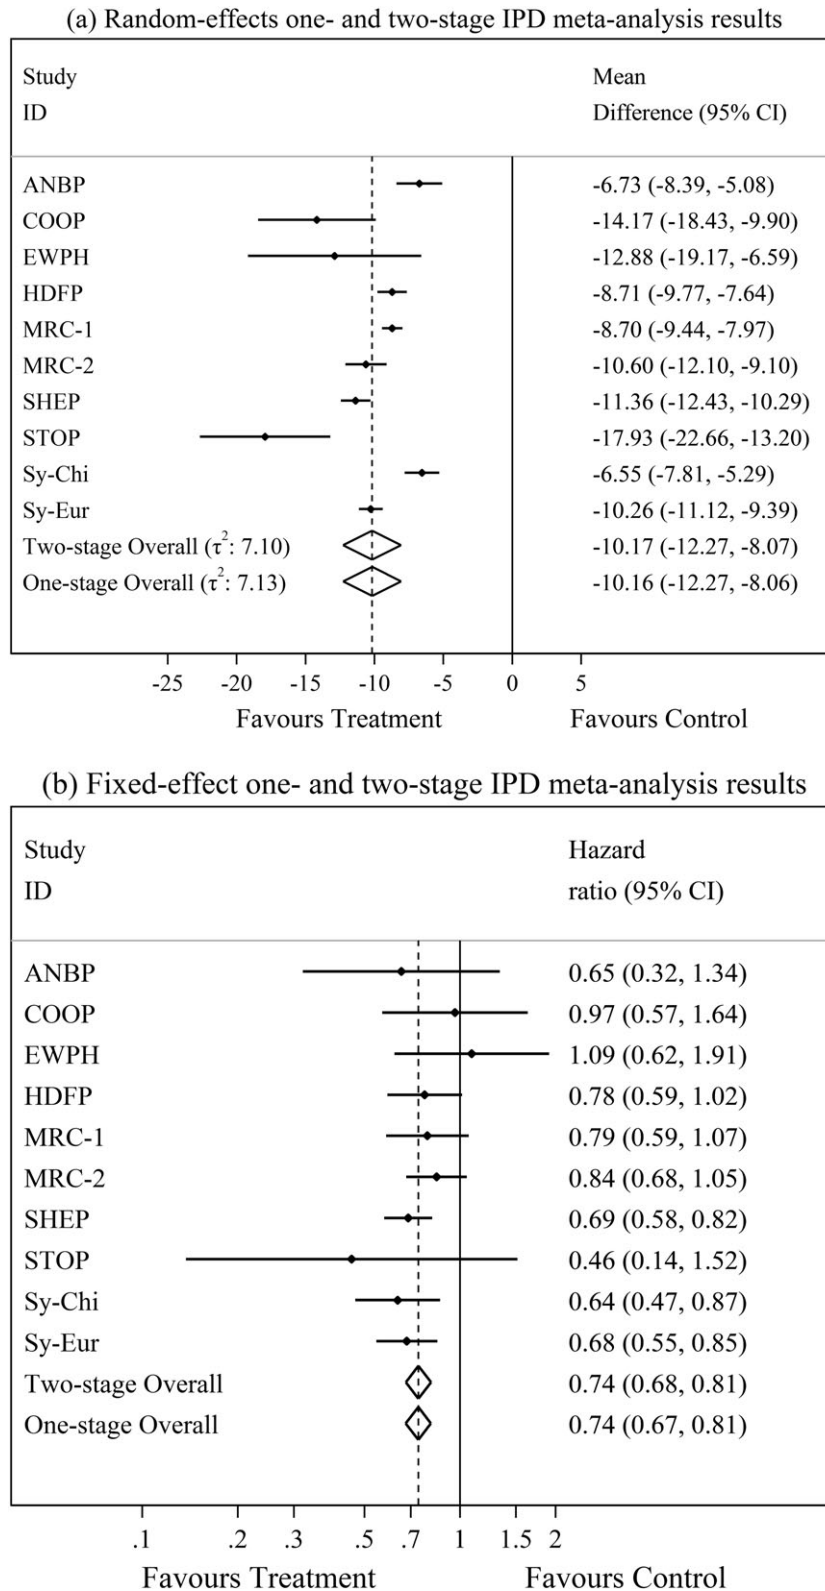 (a) Random-effects one- and two-stage IPD meta-analysis results
Study Mean
ID Difference (95% CI)
ANBP -6.73 (-8.39, -5.08)
COOP -14.17 (-18.43, -9.90)
EWPH -12.88 (-19.17, -6.59)
HDFP -8.71 (-9.77, -7.64)
MRC-1 -8.70 (-9.44, -7.97)
MRC-2 -10.60 (-12.10, -9.10)
SHEP -11.36 (-12.43, -10.29)
STOP -17.93 (-22.66, -13.20)
Sy-Chi -6.55 (-7.81, -5.29)
Sy-Eur -10.26 (-11.12, -9.39)
Two-stage Overall (τ²: 7.10) -10.17 (-12.27, -8.07)
One-stage Overall (τ²: 7.13) -10.16 (-12.27, -8.06)
-25 -20 -15 -10 -5 0 5
Favours Treatment Favours Control
(b) Fixed-effect one- and two-stage IPD meta-analysis results
Study Hazard
ID ratio (95% CI)
ANBP 0.65 (0.32, 1.34)
COOP 0.97 (0.57, 1.64)
EWPH 1.09 (0.62, 1.91)
HDFP 0.78 (0.59, 1.02)
MRC-1 0.79 (0.59, 1.07)
MRC-2 0.84 (0.68, 1.05)
SHEP 0.69 (0.58, 0.82)
STOP 0.46 (0.14, 1.52)
Sy-Chi 0.64 (0.47, 0.87)
Sy-Eur 0.68 (0.55, 0.85)
Two-stage Overall 0.74 (0.68, 0.81)
One-stage Overall 0.74 (0.67, 0.81)
.1 .2 .3 .5 .7 1 1.5 2
Favours Treatment Favours Control